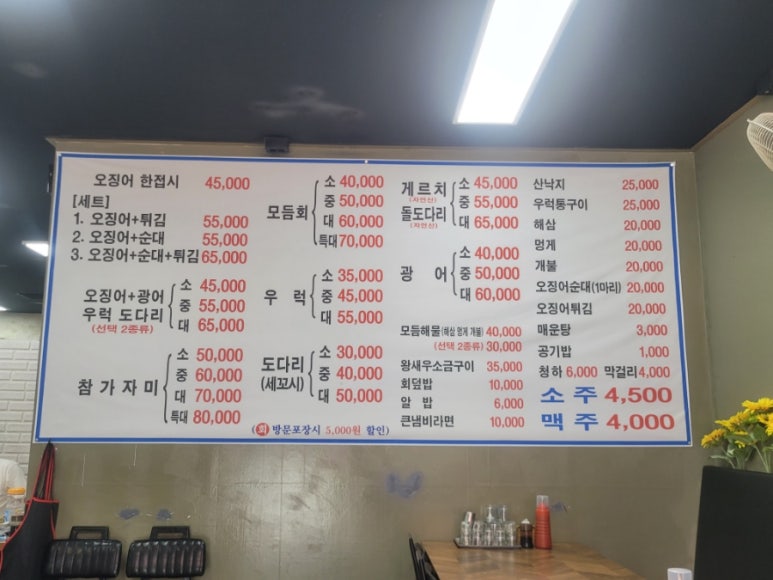 오징어 한접시 45,000
[세트]
1. 오징어+튀김 55,000
2. 오징어+순대 55,000
3. 오징어+순대+튀김 65,000
오징어+광어
우럭 도다리
(선택 2종류)
소 45,000
중 55,000
대 65,000
참가자미
소 50,000
중 60,000
대 70,000
특대 80,000
모듬회
소 40,000
중 50,000
대 60,000
특대 70,000
우럭
소 35,000
중 45,000
대 55,000
도다리
(세꼬시)
소 30,000
중 40,000
대 50,000
(회 방문포장시 5,000원 할인)
게르치
(자연산)
돌도다리
(자연산)
소 45,000
중 55,000
대 65,000
광어
소 40,000
중 50,000
대 60,000
모듬해물(해삼 멍게 개불) 40,000
(선택 2종류) 30,000
왕새우소금구이 35,000
회덮밥 10,000
알밥 6,000
큰냄비라면 10,000
산낙지 25,000
우럭통구이 25,000
해삼 20,000
멍게 20,000
개불 20,000
오징어순대(1마리) 20,000
오징어튀김 20,000
매운탕 3,000
공기밥 1,000
청하 6,000 막걸리 4,000
소주 4,500
맥주 4,000